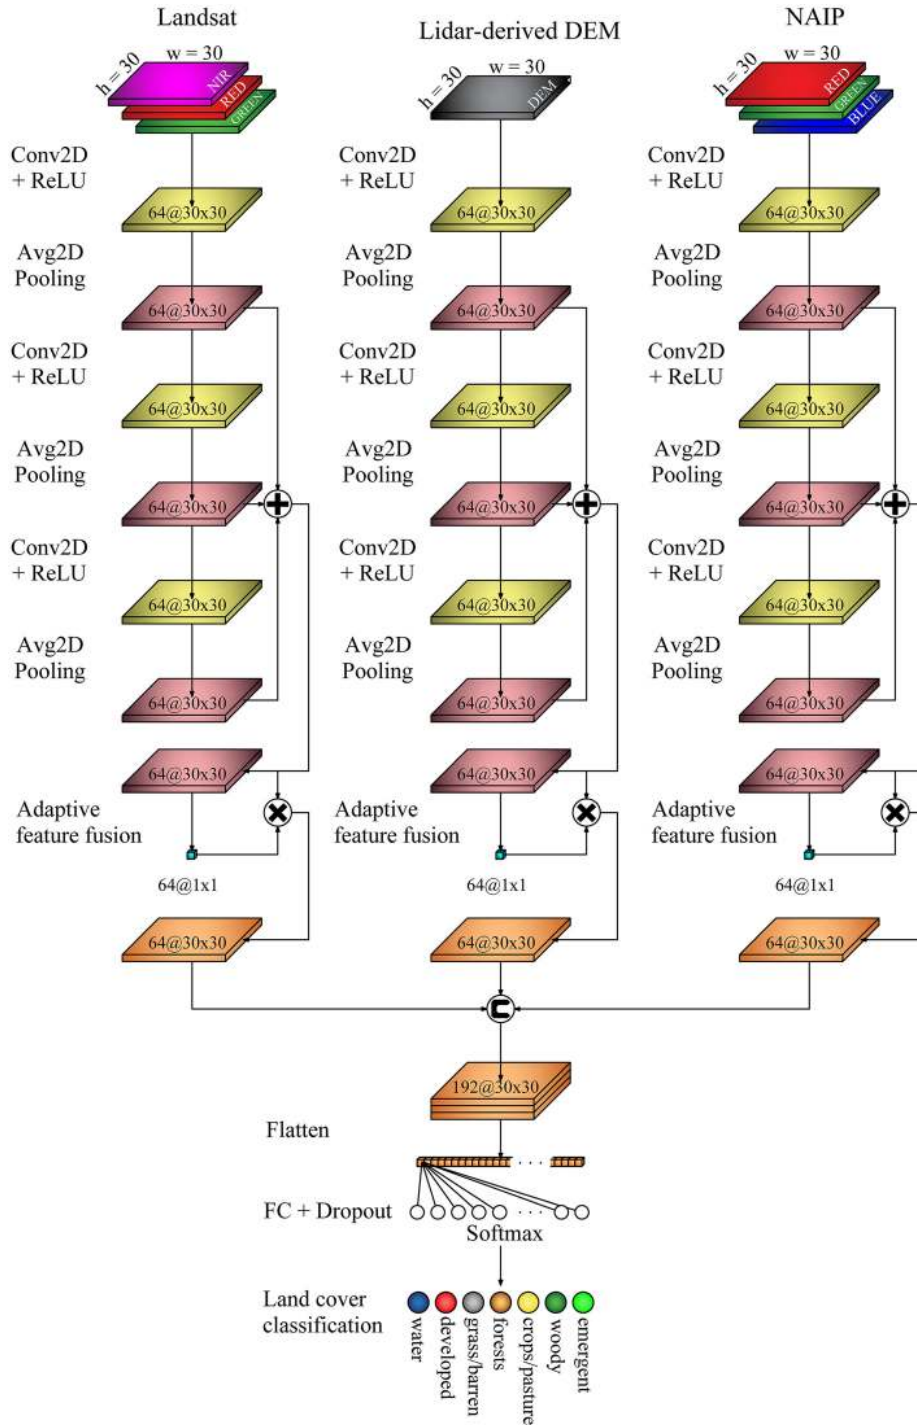 Landsat
Lidar-derived DEM
NAIP
h = 30
w = 30
NIR
RED
GREEN
h = 30
w = 30
DEM
h = 30
w = 30
RED
GREEN
BLUE
Conv2D
+ ReLU
Conv2D
+ ReLU
Conv2D
+ ReLU
64@30x30
64@30x30
64@30x30
Avg2D
Pooling
Avg2D
Pooling
Avg2D
Pooling
64@30x30
64@30x30
64@30x30
Conv2D
+ ReLU
Conv2D
+ ReLU
Conv2D
+ ReLU
64@30x30
64@30x30
64@30x30
Avg2D
Pooling
Avg2D
Pooling
Avg2D
Pooling
64@30x30
64@30x30
64@30x30
Conv2D
+ ReLU
Conv2D
+ ReLU
Conv2D
+ ReLU
64@30x30
64@30x30
64@30x30
Avg2D
Pooling
Avg2D
Pooling
Avg2D
Pooling
64@30x30
64@30x30
64@30x30
64@30x30
64@30x30
64@30x30
Adaptive
feature fusion
Adaptive
feature fusion
Adaptive
feature fusion
64@1x1
64@1x1
64@1x1
64@30x30
64@30x30
64@30x30
C
192@30x30
Flatten
. . .
FC + Dropout
. . .
Softmax
Land cover
classification
water
developed
grass/barren
forests
crops/pasture
woody
emergent